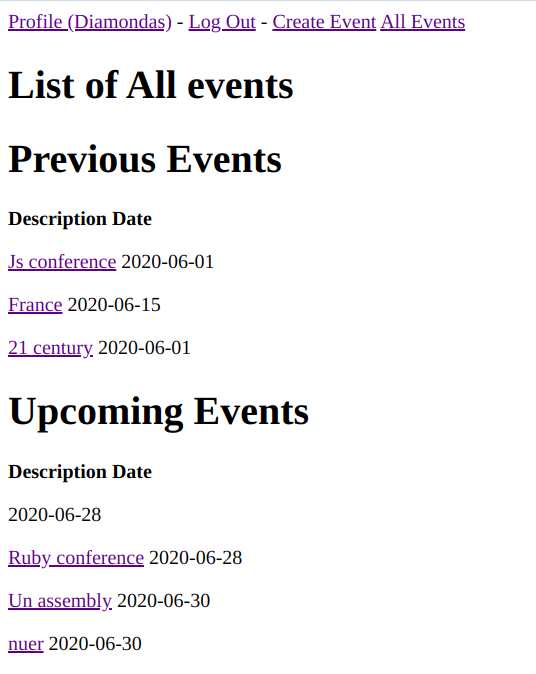 Profile (Diamondas) - Log Out - Create Event All Events
List of All events
Previous Events
Description Date
Js conference 2020-06-01
France 2020-06-15
21 century 2020-06-01
Upcoming Events
Description Date
2020-06-28
Ruby conference 2020-06-28
Un assembly 2020-06-30
nuer 2020-06-30